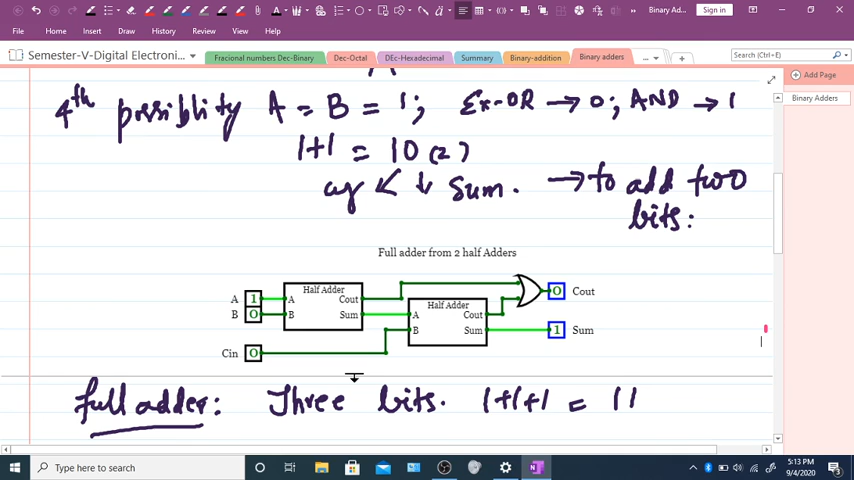 Binary Adders
Sign in
File Home Insert Draw History Review View Help
Semester-V-Digital Electroni...
Fractional numbers Dec-Binary Dec-Octal DEc-Hexadecimal Summary Binary-addition Binary adders ...
Search (Ctrl+E)
Add Page
Binary Adders
4th possiblity A = B = 1; Ex-OR → 0; AND → 1
1+1 = 10 (2)
cy ↙ ↓ sum. → to add two
bits:
Full adder from 2 half Adders
Half Adder
A 1 A Cout 0 Cout
B 0 B Sum
Half Adder
A Cout
B Sum 1 Sum
Cin 0
full adder: Three bits. 1+1+1 = 11
Type here to search
5:13 PM
9/4/2020
3